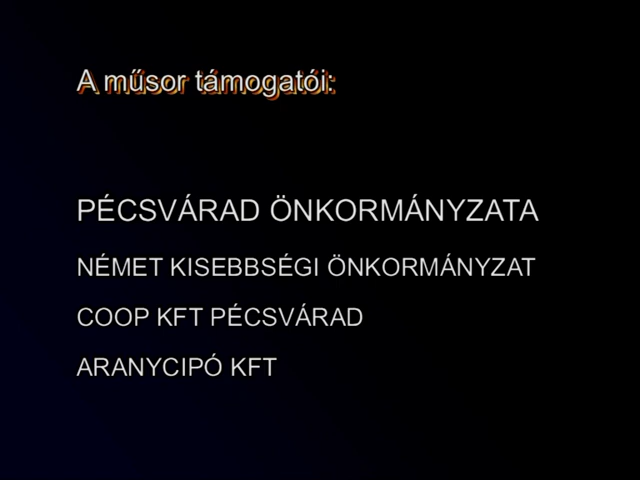 A műsor támogatói:
PÉCSVÁRAD ÖNKORMÁNYZATA
NÉMET KISEBBSÉGI ÖNKORMÁNYZAT
COOP KFT PÉCSVÁRAD
ARANYCIPÓ KFT